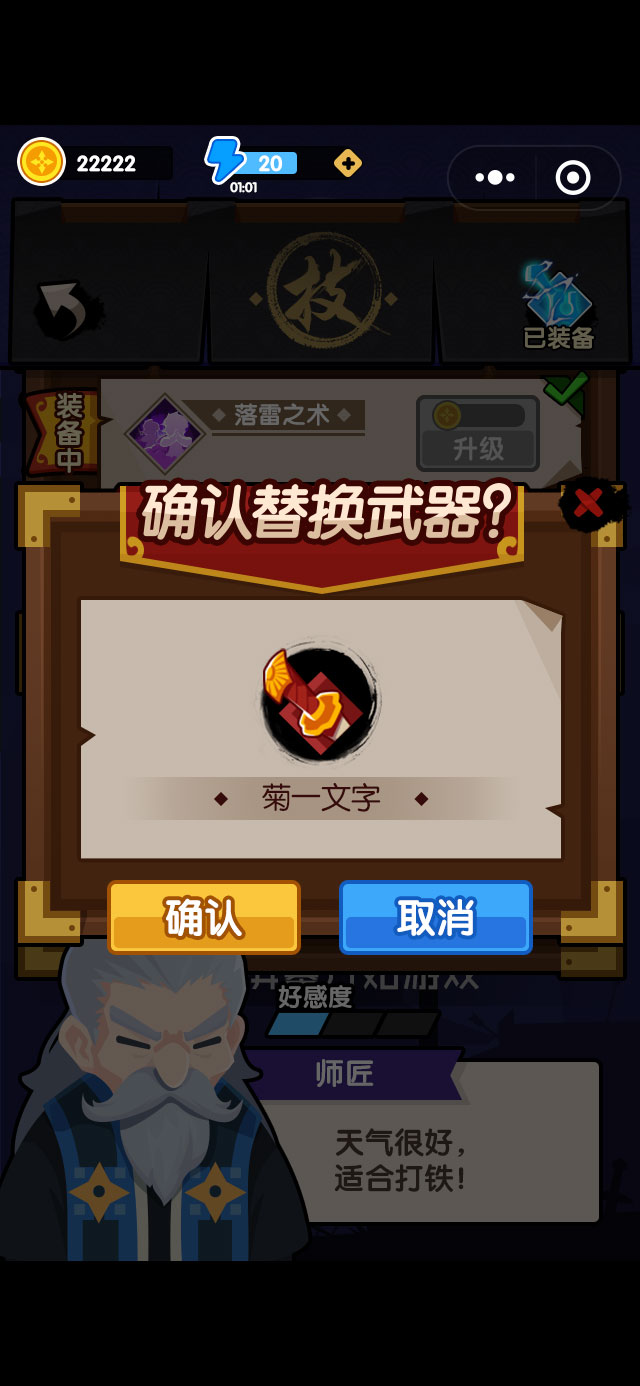 22222
20
01:01
技
已装备
装备中
落雷之术
升级
确认替换武器？
菊一文字
确认
取消
好感度
师匠
天气很好，
适合打铁！